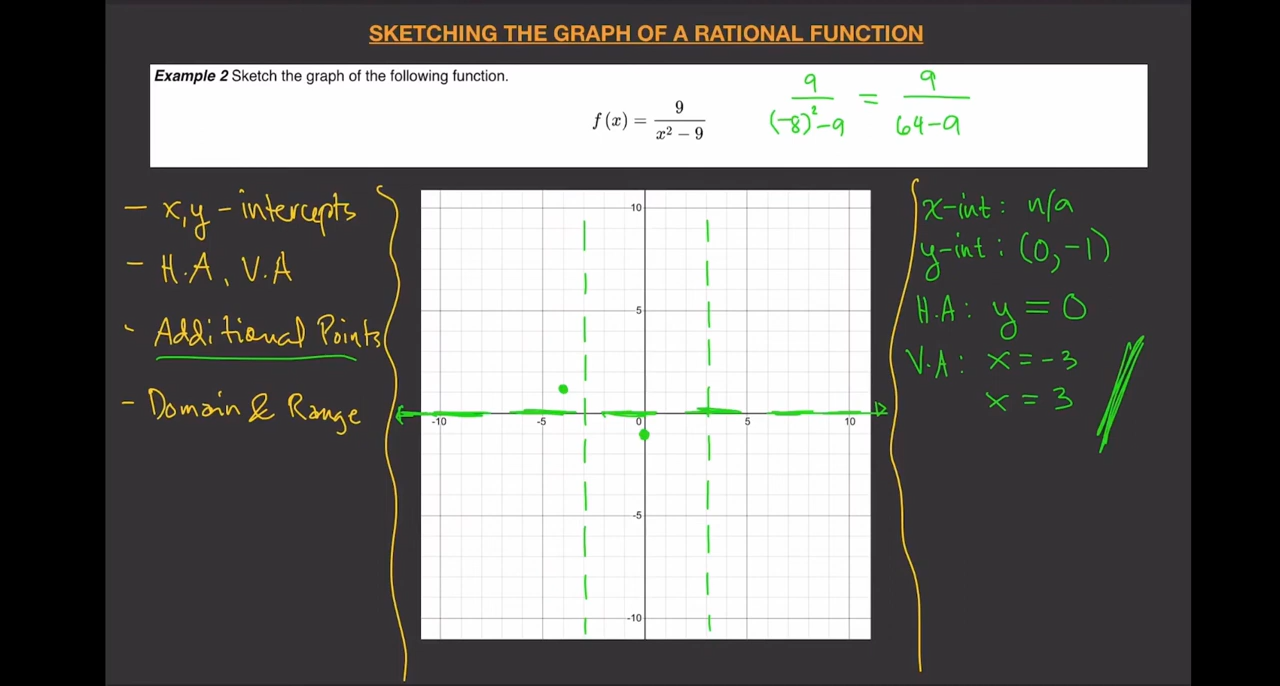 SKETCHING THE GRAPH OF A RATIONAL FUNCTION
Example 2 Sketch the graph of the following function.
f(x) = 9/(x² − 9)
9/((-8)²-9) = 9/(64-9)
- x,y - intercepts
- H.A, V.A
- Additional Points
- Domain & Range
10
5
-10 -5 0 5 10
-5
-10
x-int: n/a
y-int: (0,-1)
H.A: y = 0
V.A: x = -3
x = 3